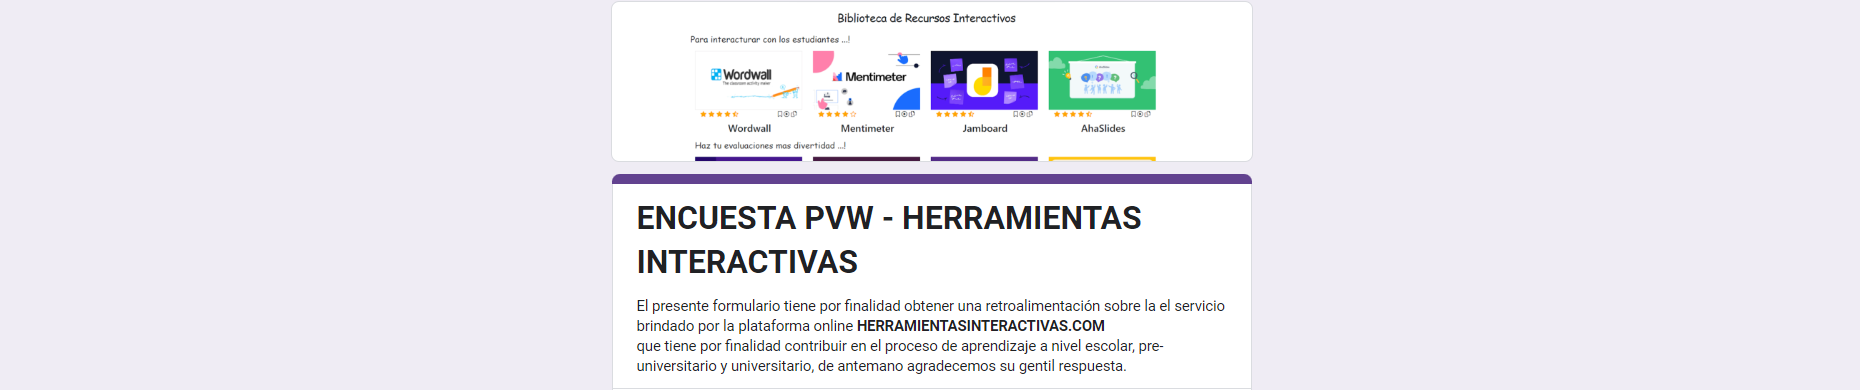 Biblioteca de Recursos Interactivos
Para interacturar con los estudiantes ...!
Wordwall
Mentimeter
Wordwall
Mentimeter
Jamboard
AhaSlides
Haz tu evaluaciones mas divertidad ...!
ENCUESTA PVW - HERRAMIENTAS
INTERACTIVAS
El presente formulario tiene por finalidad obtener una retroalimentación sobre la el servicio
brindado por la plataforma online HERRAMIENTASINTERACTIVAS.COM
que tiene por finalidad contribuir en el proceso de aprendizaje a nivel escolar, pre-
universitario y universitario, de antemano agradecemos su gentil respuesta.